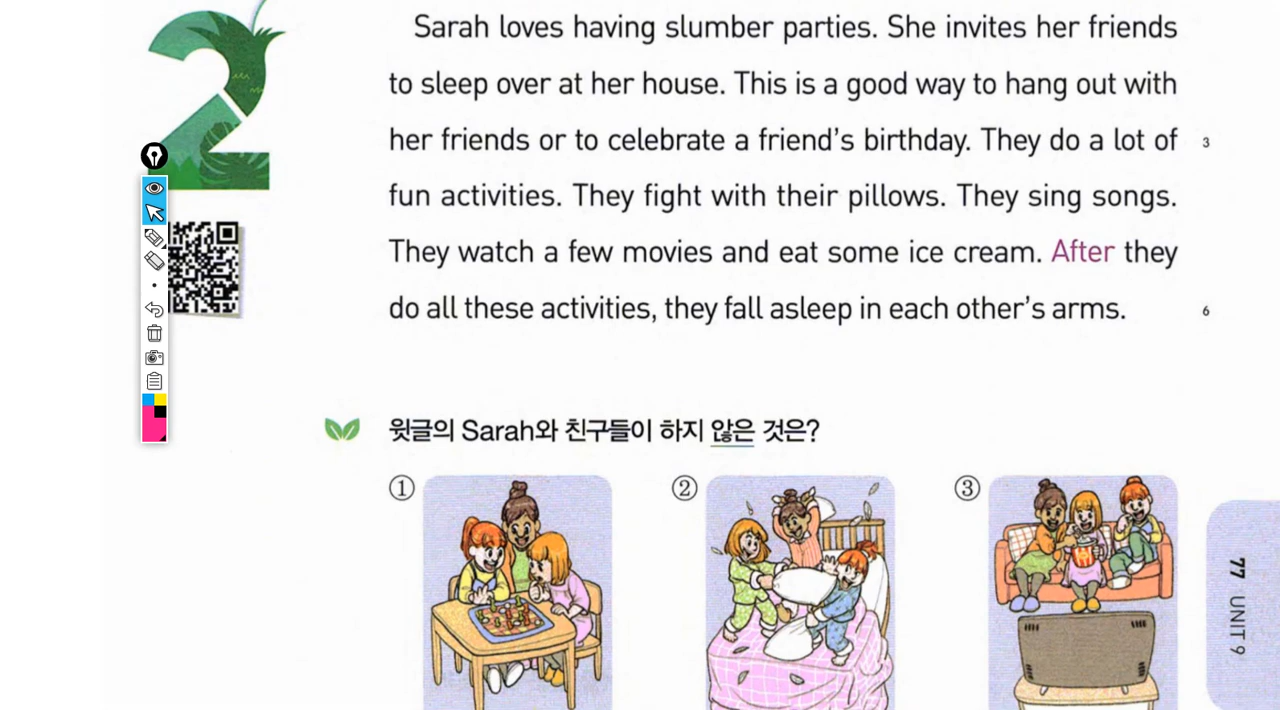 2
Sarah loves having slumber parties. She invites her friends
to sleep over at her house. This is a good way to hang out with
her friends or to celebrate a friend's birthday. They do a lot of 3
fun activities. They fight with their pillows. They sing songs.
They watch a few movies and eat some ice cream. After they
do all these activities, they fall asleep in each other's arms. 6
윗글의 Sarah와 친구들이 하지 않은 것은?
① ② ③
77 UNIT 9